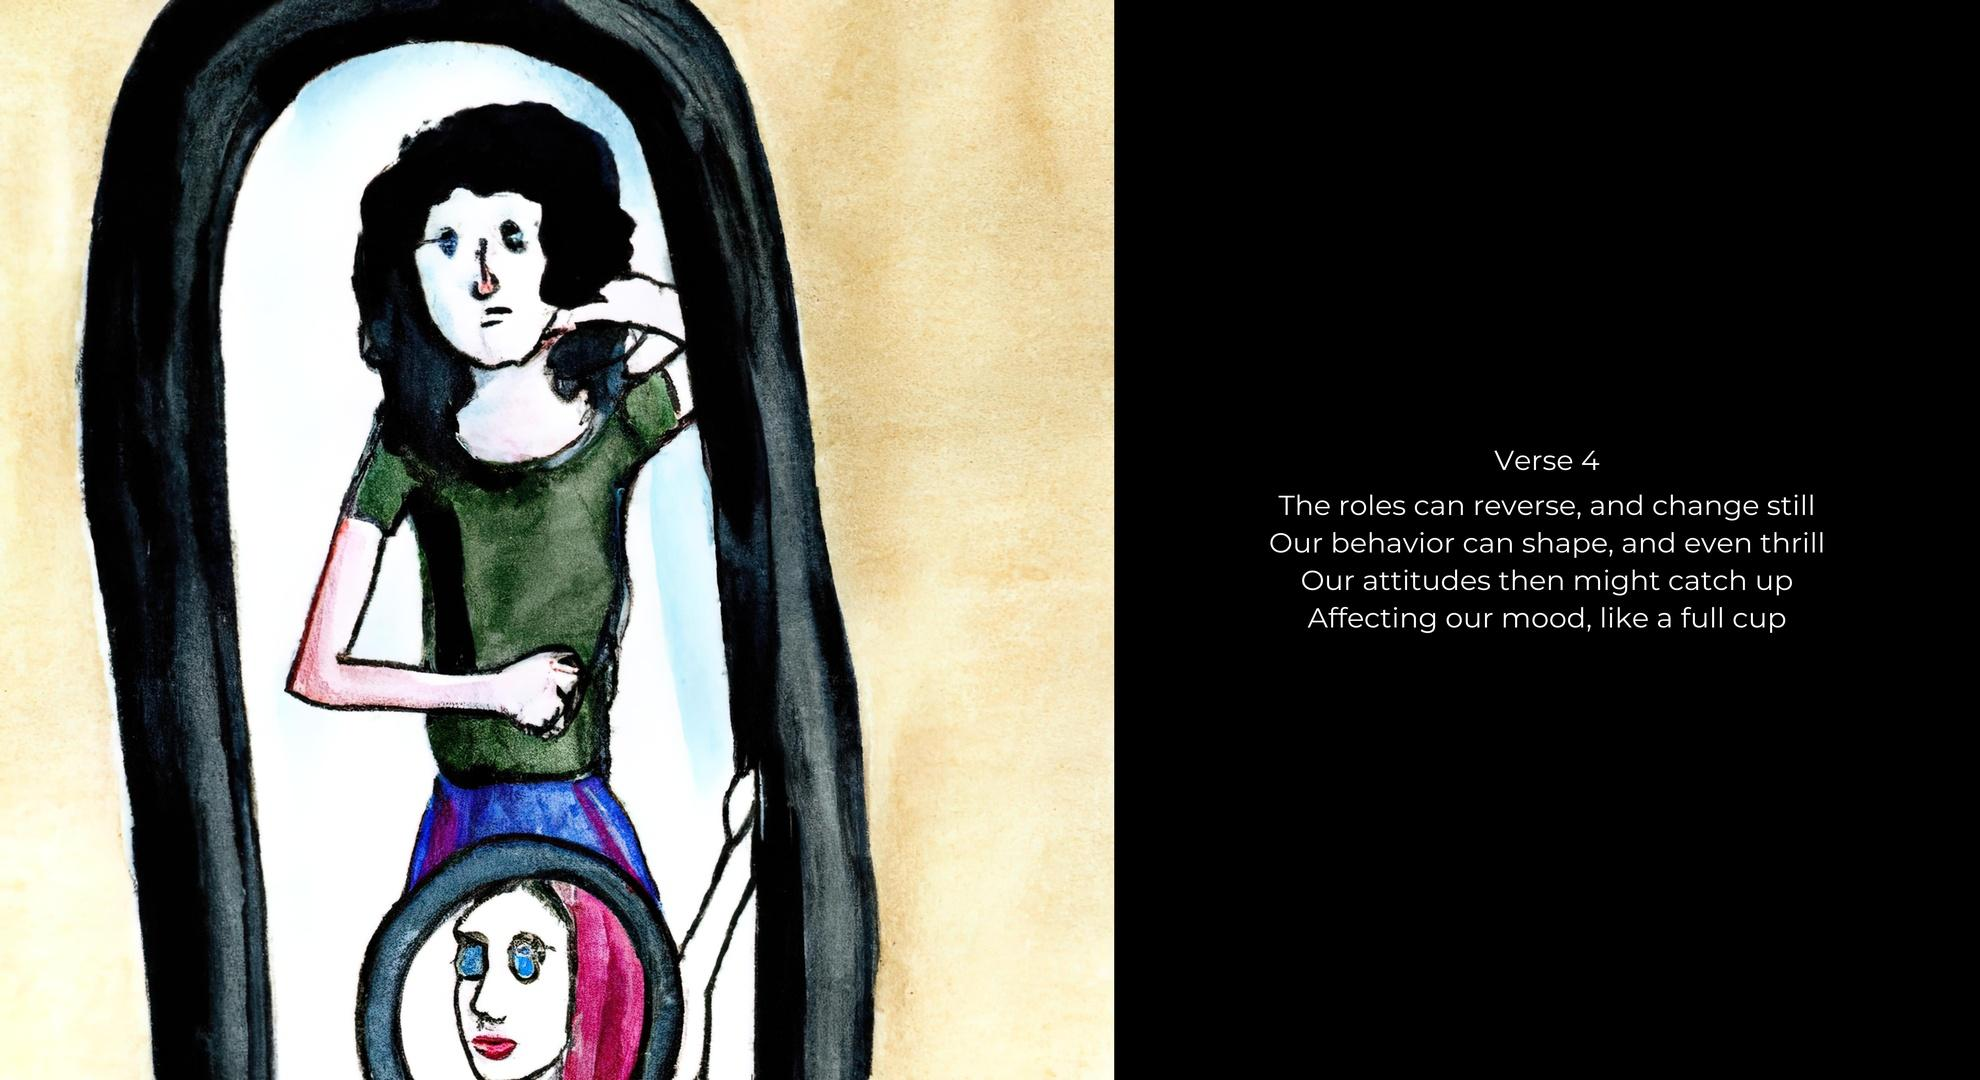 Verse 4
The roles can reverse, and change still
Our behavior can shape, and even thrill
Our attitudes then might catch up
Affecting our mood, like a full cup